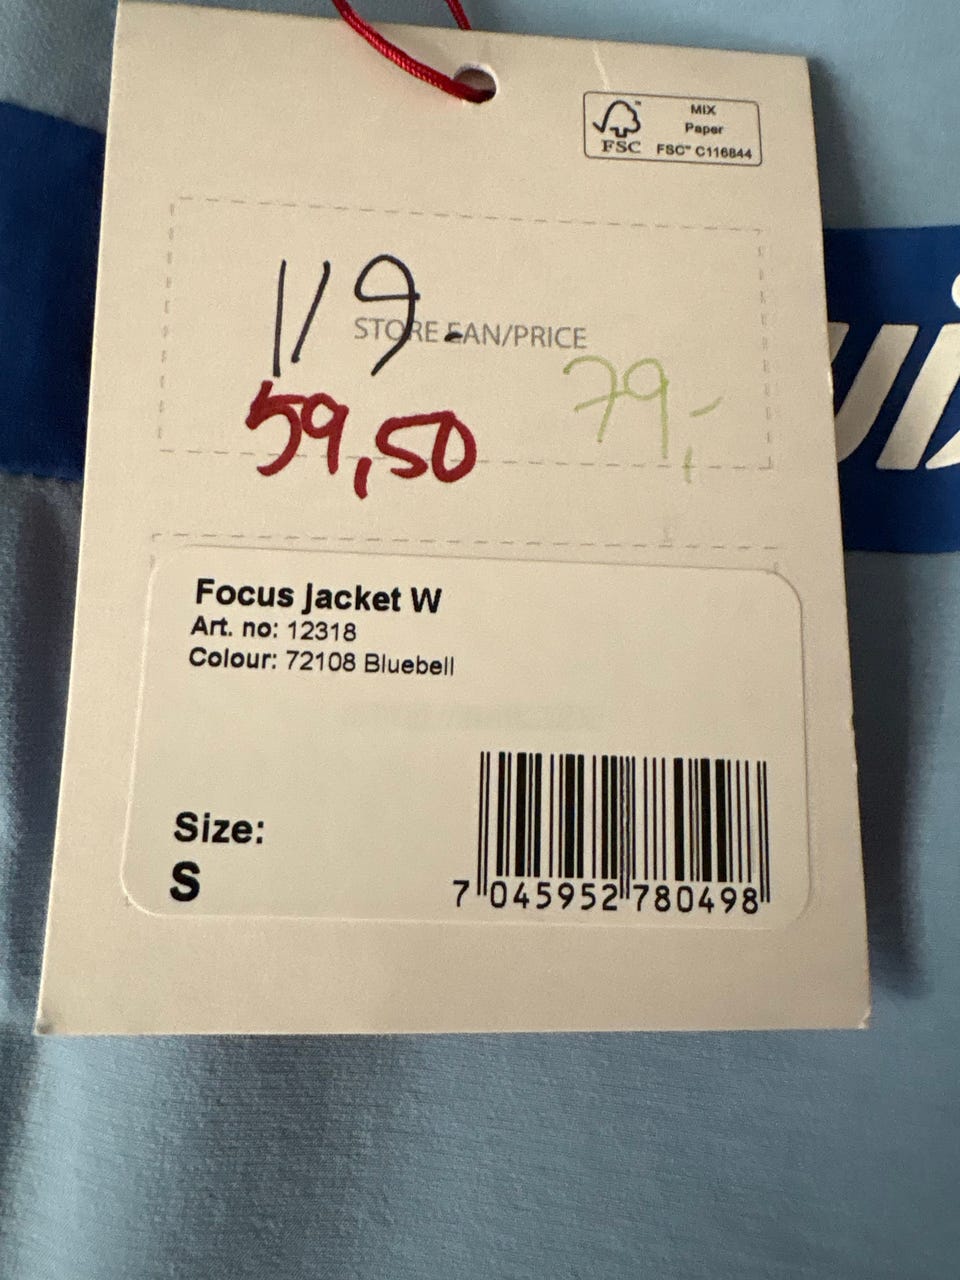 MIX
Paper
FSC FSC™ C116844
119.-
STORE EAN/PRICE
79,-
59,50
Focus Jacket W
Art. no: 12318
Colour: 72108 Bluebell
Size:
S
7 045952 780498